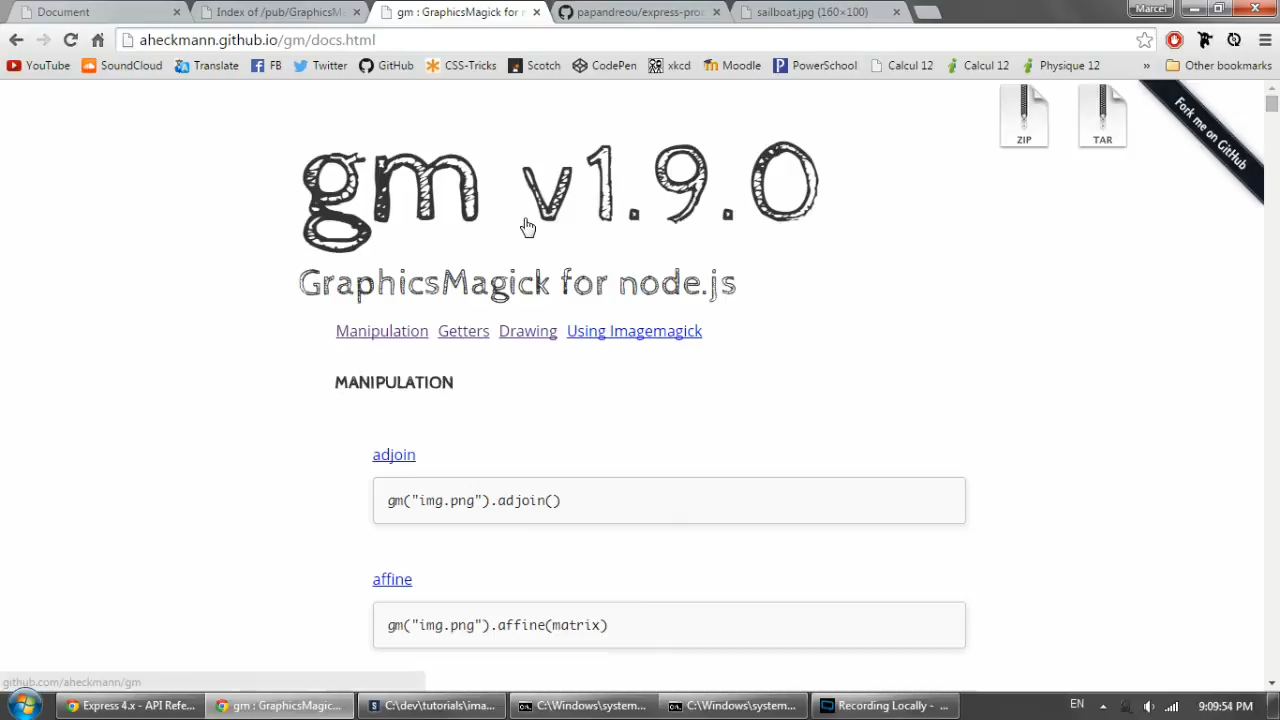 Document
Index of /pub/GraphicsM
gm : GraphicsMagick for n
papandreou/express-pro
sailboat.jpg (160×100)
Marcel
aheckmann.github.io/gm/docs.html
YouTube
SoundCloud
Translate
FB
Twitter
GitHub
CSS-Tricks
Scotch
CodePen
xkcd
Moodle
PowerSchool
Calcul 12
Calcul 12
Physique 12
»
Other bookmarks
ZIP
TAR
Fork me on GitHub
gm v1.9.0
GraphicsMagick for node.js
Manipulation Getters Drawing Using Imagemagick
MANIPULATION
adjoin
gm("img.png").adjoin()
affine
gm("img.png").affine(matrix)
github.com/aheckmann/gm
Express 4.x - API Refe...
gm : GraphicsMagic...
C:\dev\tutorials\ima...
C:\Windows\system...
C:\Windows\system...
Recording Locally - ...
EN
9:09:54 PM